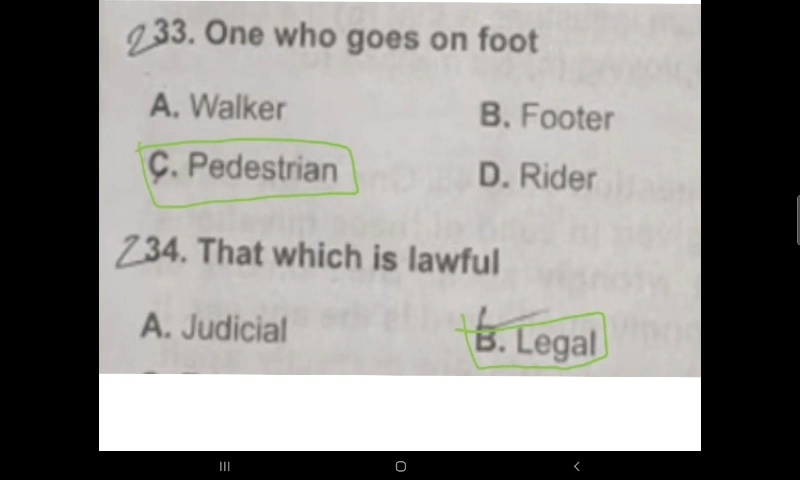 233. One who goes on foot
A. Walker B. Footer
C. Pedestrian D. Rider
234. That which is lawful
A. Judicial B. Legal